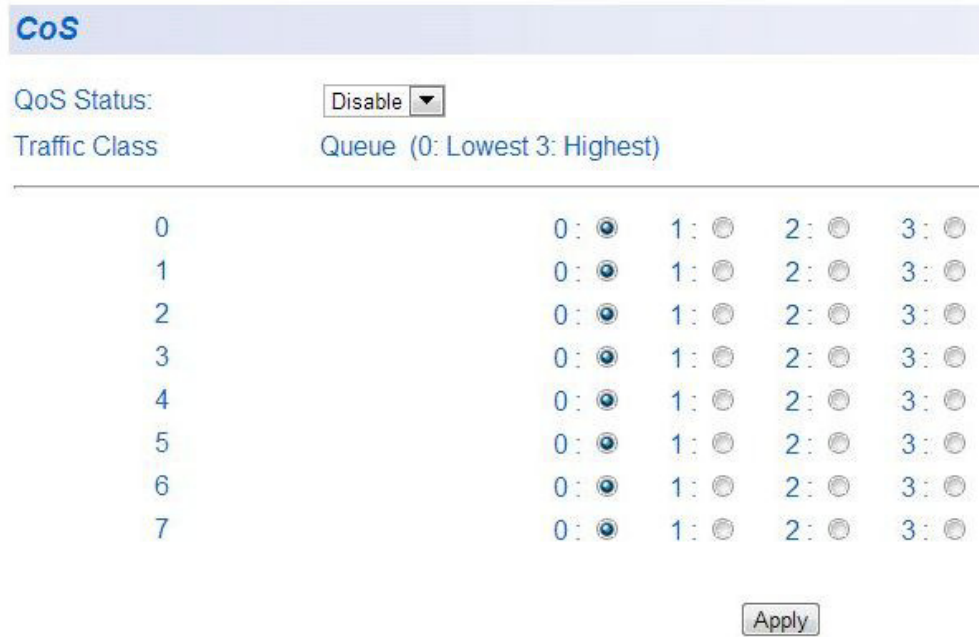 CoS
QoS Status: Disable
Traffic Class Queue (0: Lowest 3: Highest)
0 0: 1: 2: 3:
1 0: 1: 2: 3:
2 0: 1: 2: 3:
3 0: 1: 2: 3:
4 0: 1: 2: 3:
5 0: 1: 2: 3:
6 0: 1: 2: 3:
7 0: 1: 2: 3:
Apply